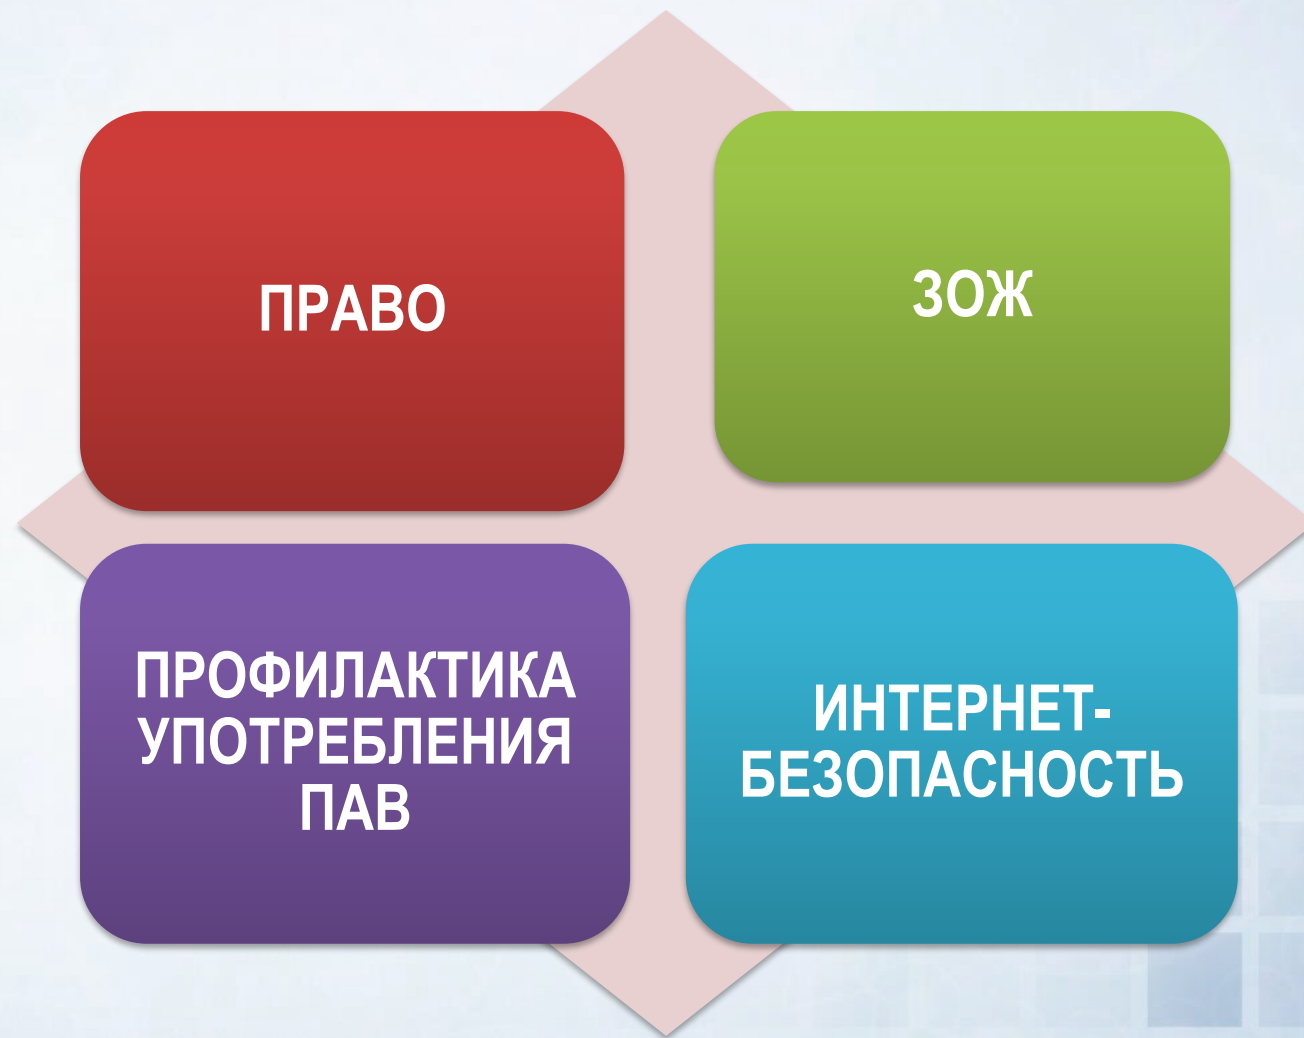 ПРАВО
ЗОЖ
ПРОФИЛАКТИКА
УПОТРЕБЛЕНИЯ
ПАВ
ИНТЕРНЕТ-
БЕЗОПАСНОСТЬ